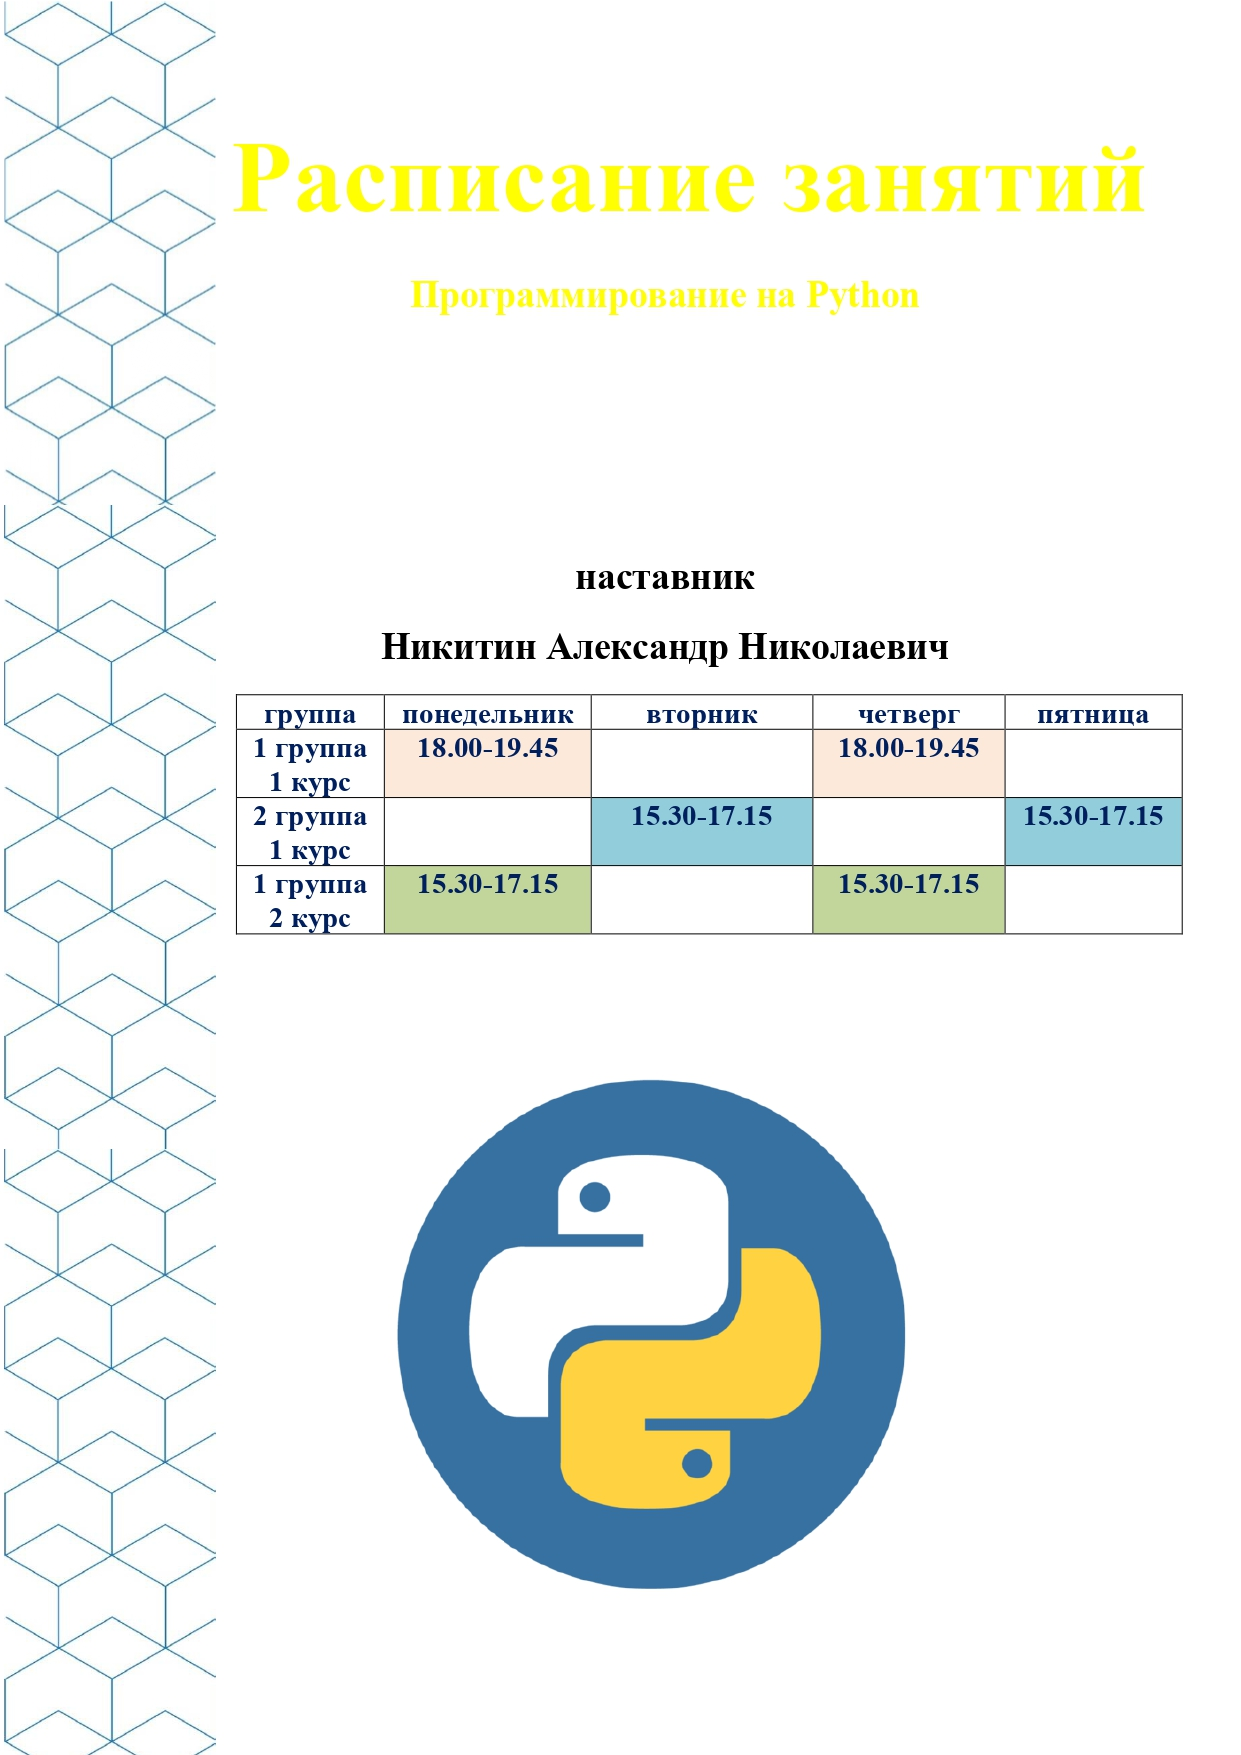 Расписание занятий
Программирование на Python
наставник
Никитин Александр Николаевич
группа понедельник вторник четверг пятница
1 группа 18.00-19.45 18.00-19.45
1 курс
2 группа 15.30-17.15 15.30-17.15
1 курс
1 группа 15.30-17.15 15.30-17.15
2 курс